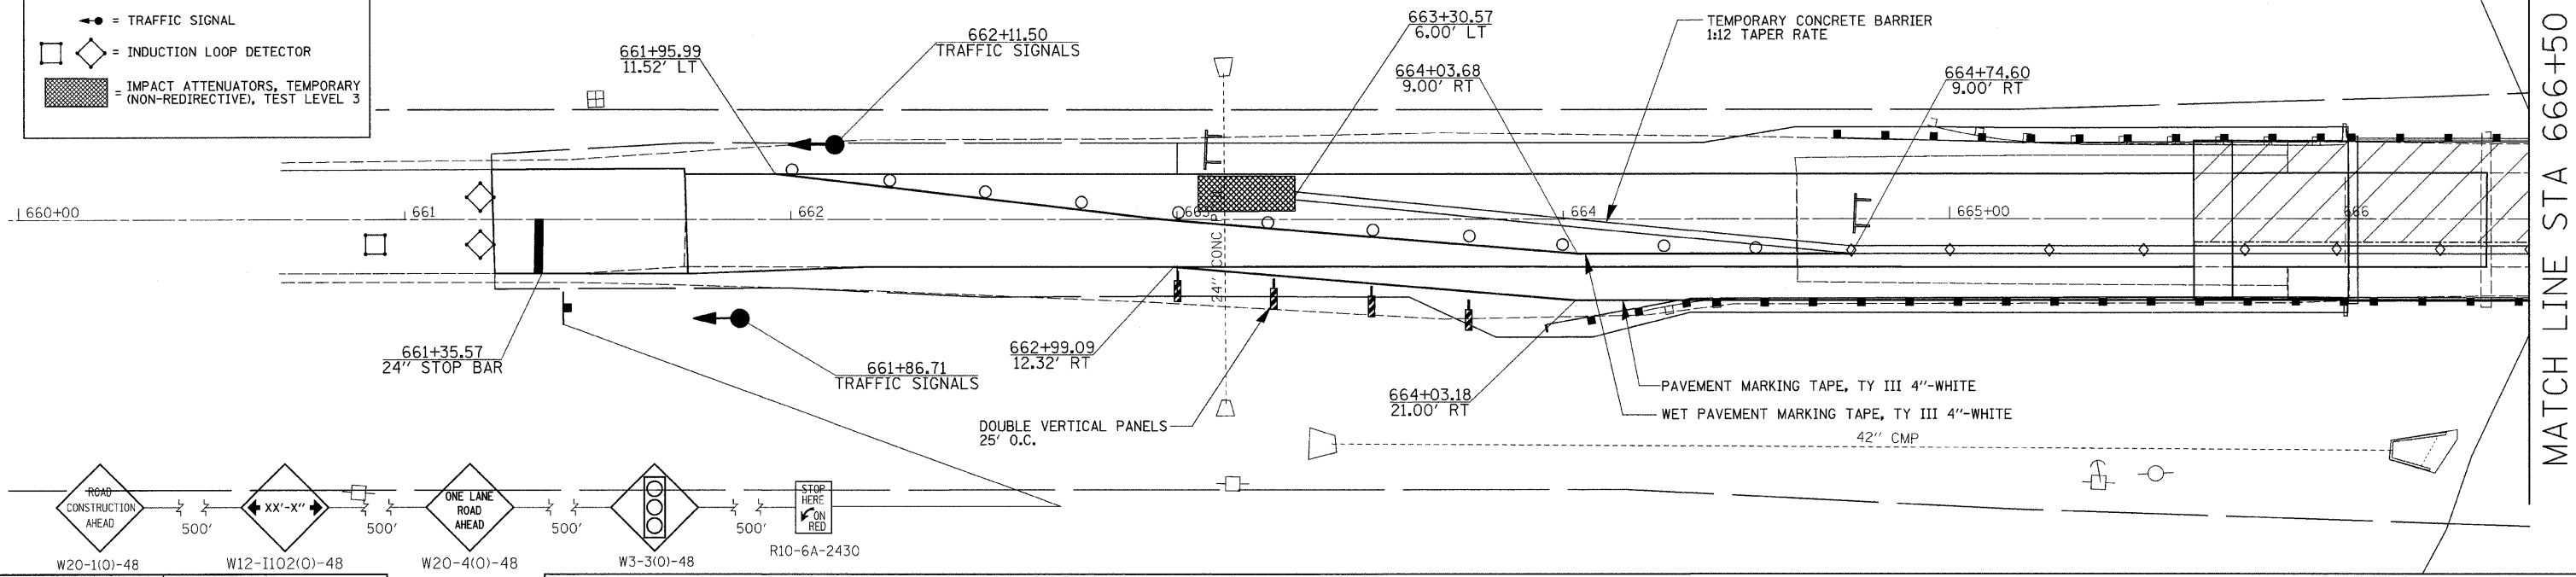 = TRAFFIC SIGNAL
= INDUCTION LOOP DETECTOR
= IMPACT ATTENUATORS, TEMPORARY
(NON-REDIRECTIVE), TEST LEVEL 3
661+95.99
11.52' LT
662+11.50
TRAFFIC SIGNALS
663+30.57
6.00' LT
664+03.68
9.00' RT
TEMPORARY CONCRETE BARRIER
1:12 TAPER RATE
664+74.60
9.00' RT
MATCH LINE STA 666+50
660+00
661
662
663
664
665+00
666
24" CONC
661+35.57
24" STOP BAR
661+86.71
TRAFFIC SIGNALS
662+99.09
12.32' RT
DOUBLE VERTICAL PANELS
25' O.C.
664+03.18
21.00' RT
PAVEMENT MARKING TAPE, TY III 4"-WHITE
WET PAVEMENT MARKING TAPE, TY III 4"-WHITE
42" CMP
ROAD
CONSTRUCTION
AHEAD
W20-1(O)-48
500'
XX'-X"
W12-I102(O)-48
500'
ONE LANE
ROAD
AHEAD
W20-4(O)-48
500'
W3-3(O)-48
500'
STOP
HERE
ON
RED
R10-6A-2430